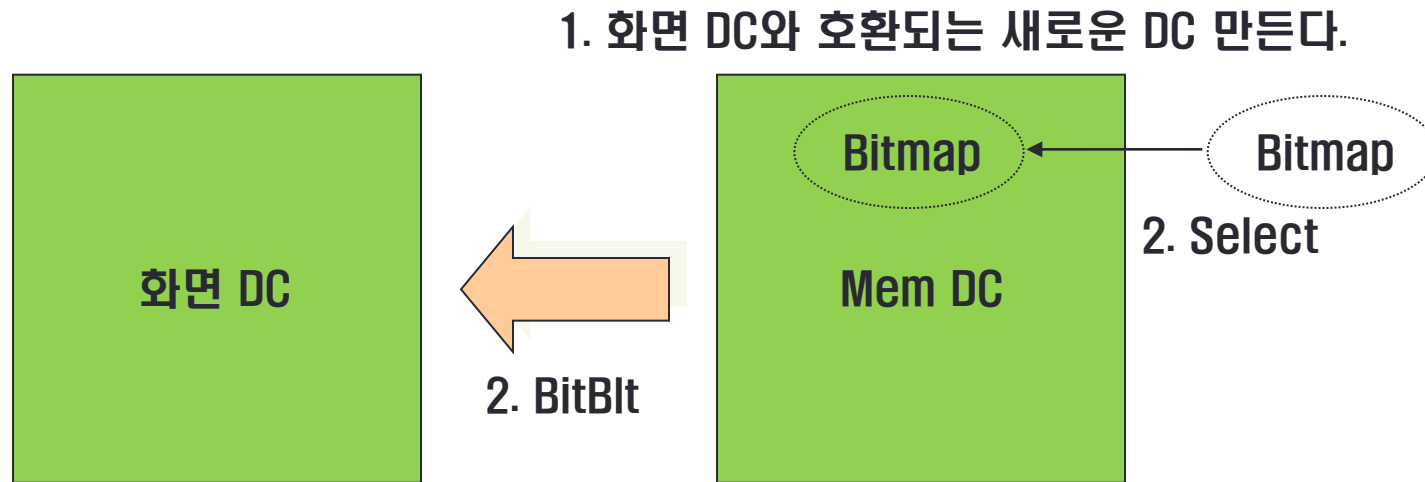 1. 화면 DC와 호환되는 새로운 DC 만든다.
Bitmap
Bitmap
2. Select
화면 DC
Mem DC
2. BitBlt